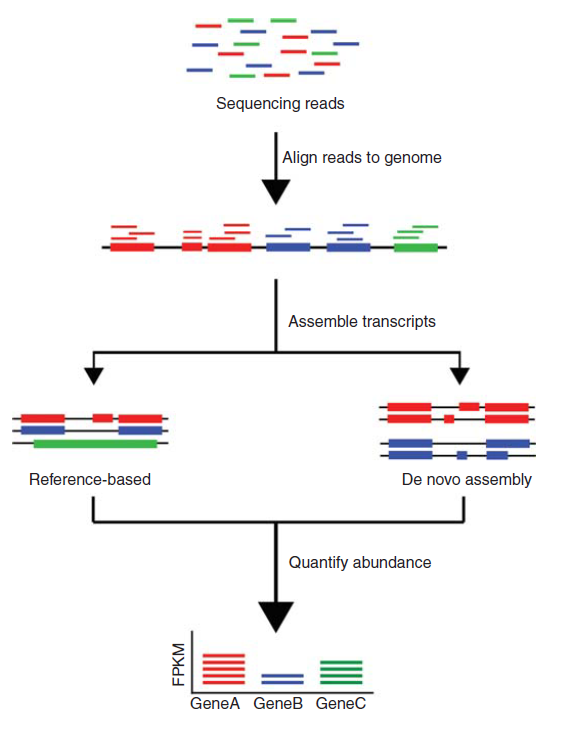 Sequencing reads
Align reads to genome
Assemble transcripts
Reference-based
De novo assembly
Quantify abundance
FPKM
GeneA GeneB GeneC